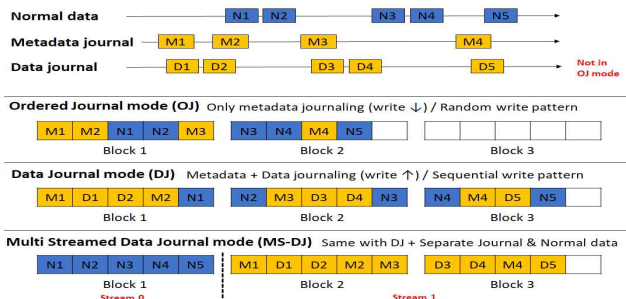 Normal data N1 N2 N3 N4 N5
Metadata journal M1 M2 M3 M4
Data journal D1 D2 D3 D4 D5 Not in OJ mode
Ordered Journal mode (OJ) Only metadata journaling (write ↓) / Random write pattern
M1 M2 N1 N2 M3 N3 N4 M4 N5
Block 1 Block 2 Block 3
Data Journal mode (DJ) Metadata + Data journaling (write ↑) / Sequential write pattern
M1 D1 D2 M2 N1 N2 M3 D3 D4 N3 N4 M4 D5 N5
Block 1 Block 2 Block 3
Multi Streamed Data Journal mode (MS-DJ) Same with DJ + Separate Journal & Normal data
N1 N2 N3 N4 N5 M1 D1 D2 M2 M3 D3 D4 M4 D5
Block 1 Block 2 Block 3
Stream 0 Stream 1